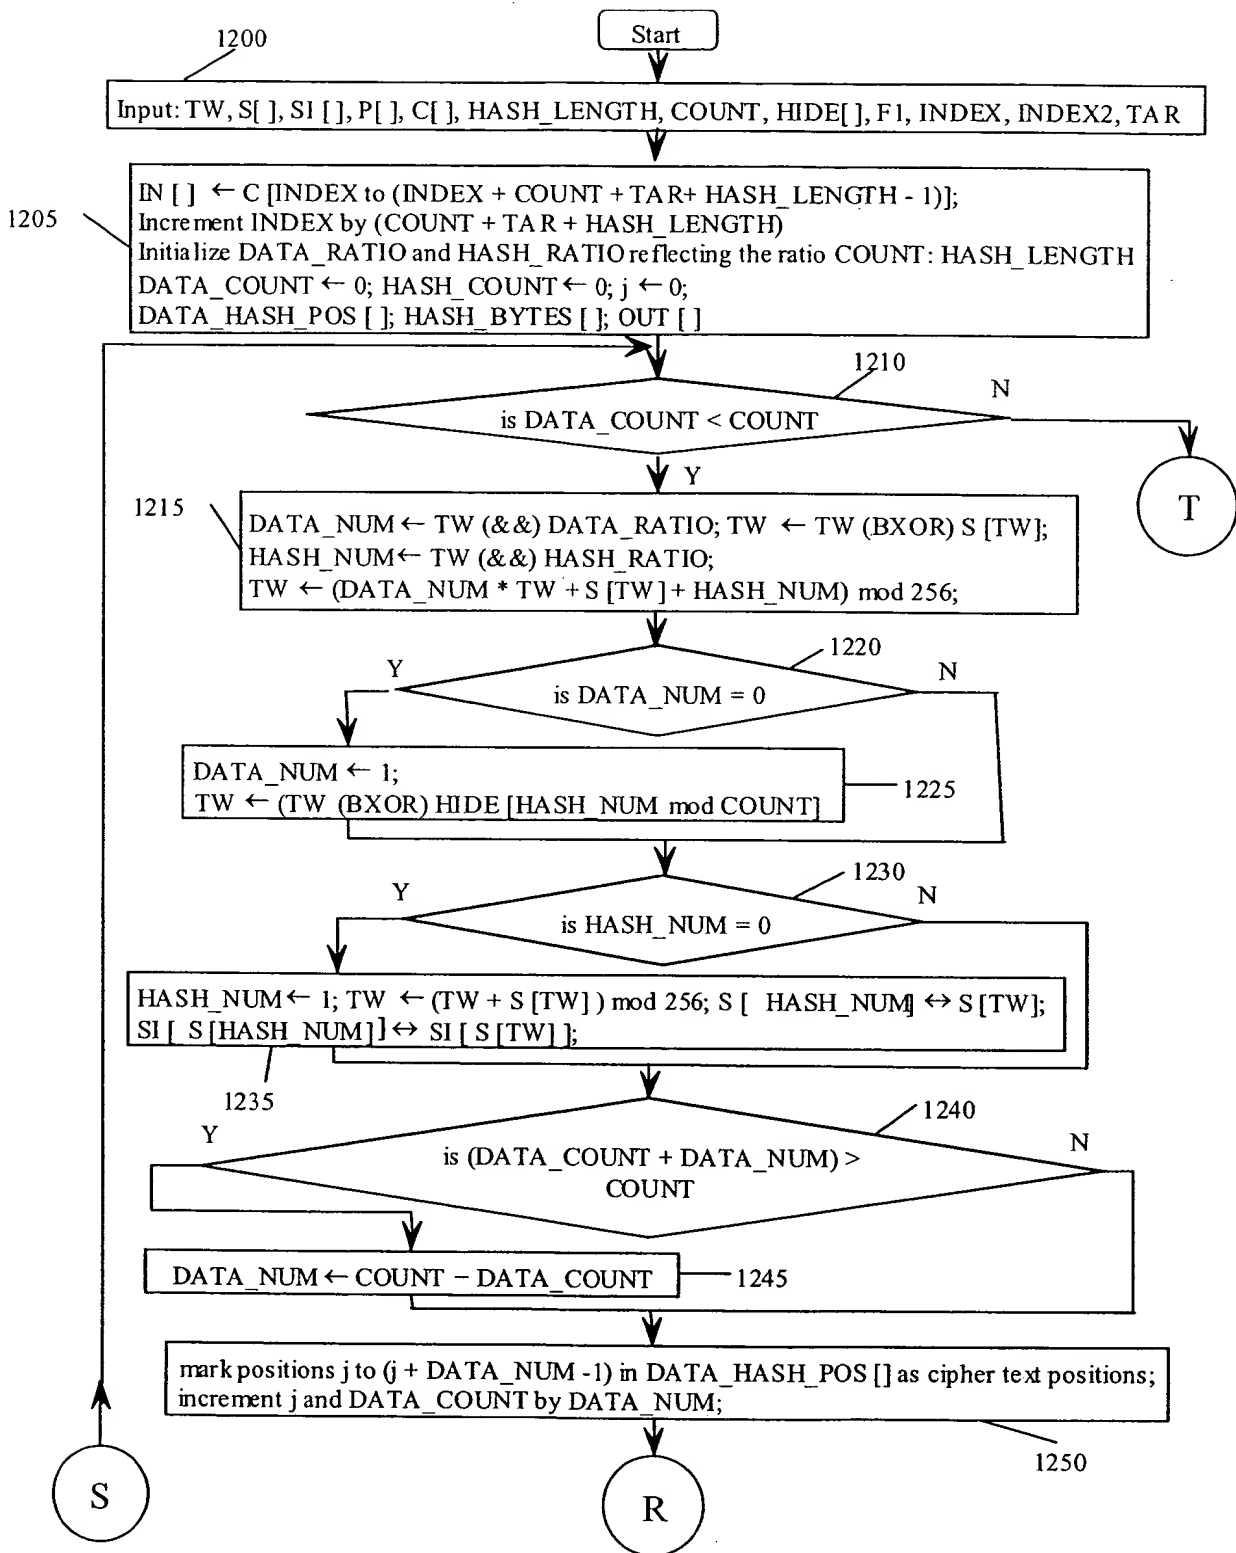 Start
1200
Input: TW, S[ ], SI [ ], P[ ], C[ ], HASH_LENGTH, COUNT, HIDE[ ], F1, INDEX, INDEX2, TAR
IN [ ] ← C [INDEX to (INDEX + COUNT + TAR+ HASH_LENGTH - 1)];
1205
Increment INDEX by (COUNT + TAR + HASH_LENGTH)
Initialize DATA_RATIO and HASH_RATIO reflecting the ratio COUNT: HASH_LENGTH
DATA_COUNT ← 0; HASH_COUNT ← 0; j ← 0;
DATA_HASH_POS [ ]; HASH_BYTES [ ]; OUT [ ]
1210
N
is DATA_COUNT < COUNT
T
Y
1215
DATA_NUM ← TW (&&) DATA_RATIO; TW ← TW (BXOR) S [TW];
HASH_NUM ← TW (&&) HASH_RATIO;
TW ← (DATA_NUM * TW + S [TW] + HASH_NUM) mod 256;
1220
Y
N
is DATA_NUM = 0
DATA_NUM ← 1;
TW ← (TW (BXOR) HIDE [HASH_NUM mod COUNT]
1225
1230
Y
N
is HASH_NUM = 0
HASH_NUM ← 1; TW ← (TW + S [TW] ) mod 256; S [ HASH_NUM] ↔ S [TW];
SI [ S [HASH_NUM] ] ↔ SI [ S [TW] ];
1235
1240
Y
N
is (DATA_COUNT + DATA_NUM) >
COUNT
DATA_NUM ← COUNT − DATA_COUNT
1245
mark positions j to (j + DATA_NUM -1) in DATA_HASH_POS [] as cipher text positions;
increment j and DATA_COUNT by DATA_NUM;
1250
S
R